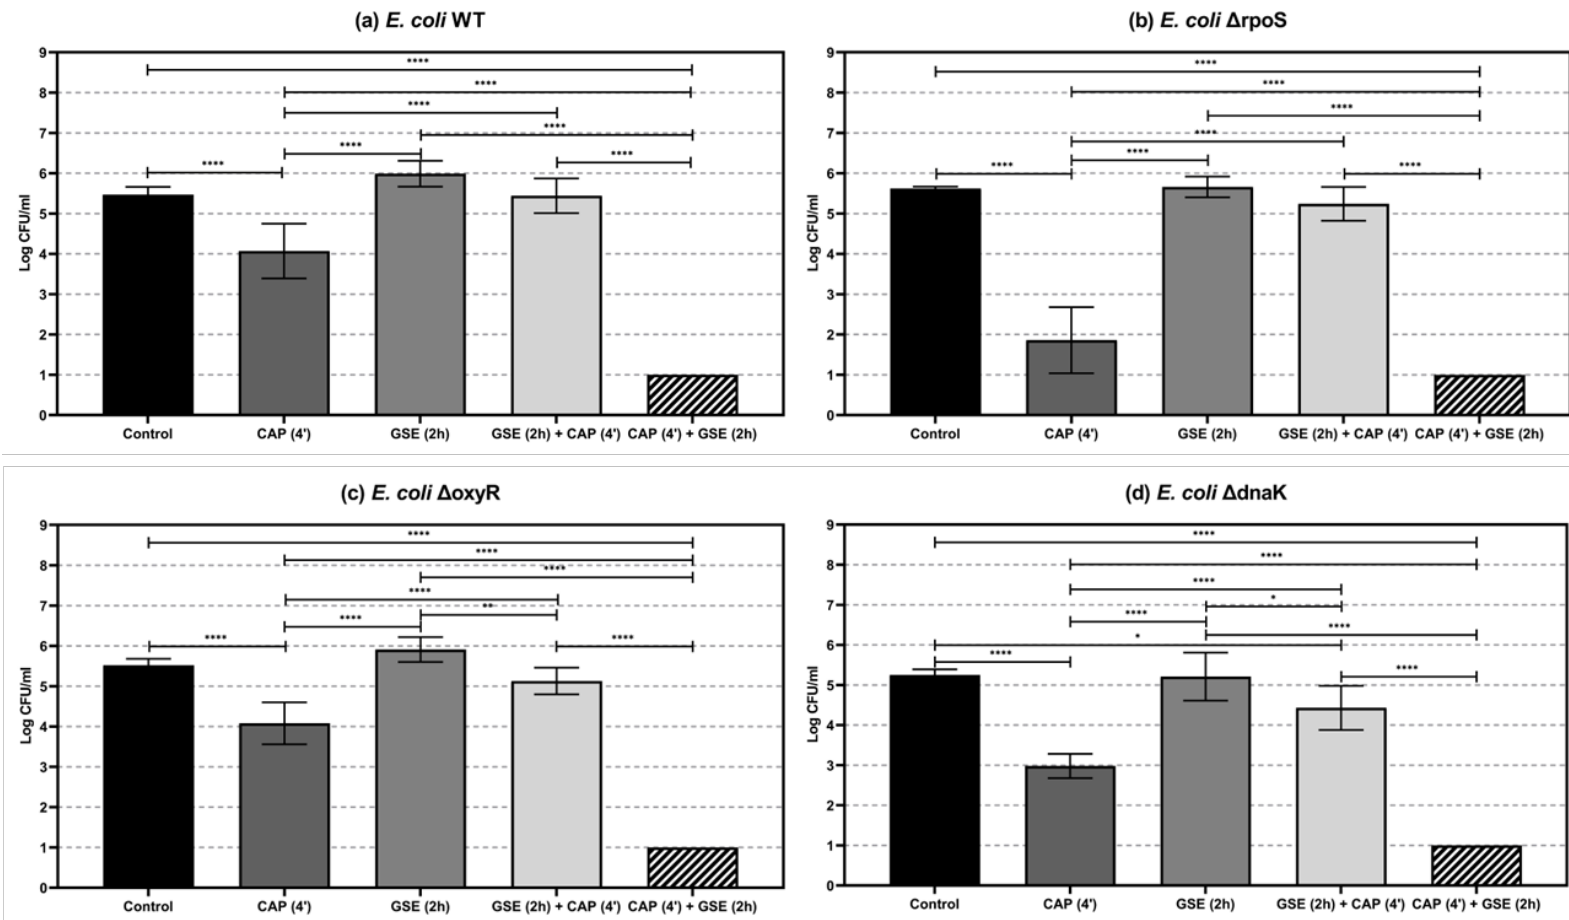 (a) E. coli WT
9
****
****
8
****
7
****
****
****
****
6
5
Log CFU/ml
4
3
2
1
0
Control
CAP (4')
GSE (2h)
GSE (2h) + CAP (4')
CAP (4') + GSE (2h)
(b) E. coli ΔrpoS
9
****
****
8
****
7
****
****
****
****
6
5
Log CFU/ml
4
3
2
1
0
Control
CAP (4')
GSE (2h)
GSE (2h) + CAP (4')
CAP (4') + GSE (2h)
(c) E. coli ΔoxyR
9
****
****
8
****
****
7
**
****
****
****
6
5
Log CFU/ml
4
3
2
1
0
Control
CAP (4')
GSE (2h)
GSE (2h) + CAP (4')
CAP (4') + GSE (2h)
(d) E. coli ΔdnaK
9
****
****
8
****
*
7
****
****
*
6
****
****
5
Log CFU/ml
4
3
2
1
0
Control
CAP (4')
GSE (2h)
GSE (2h) + CAP (4')
CAP (4') + GSE (2h)